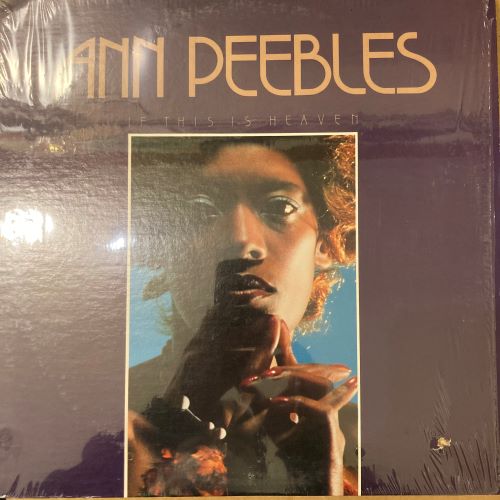 ANN PEEBLES
IF THIS IS HEAVEN